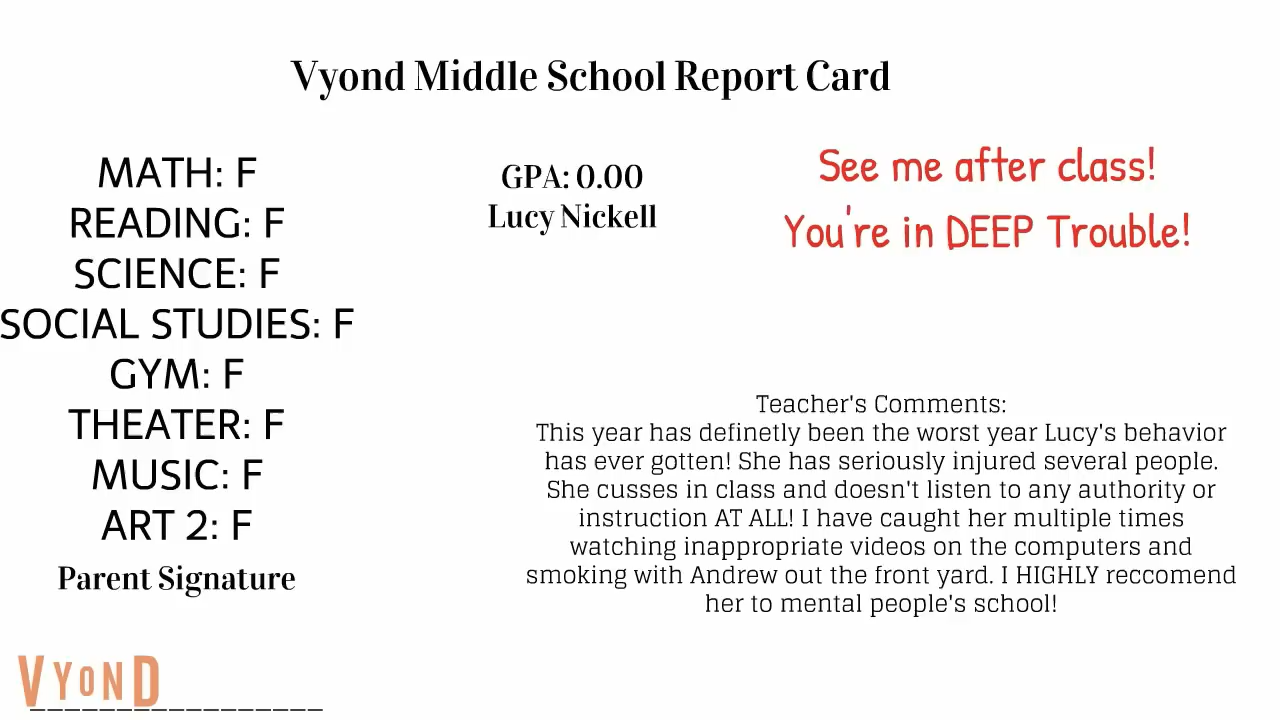 Vyond Middle School Report Card
MATH: F
READING: F
SCIENCE: F
SOCIAL STUDIES: F
GYM: F
THEATER: F
MUSIC: F
ART 2: F
Parent Signature
GPA: 0.00
Lucy Nickell
See me after class!
You're in DEEP Trouble!
Teacher's Comments:
This year has definetly been the worst year Lucy's behavior
has ever gotten! She has seriously injured several people.
She cusses in class and doesn't listen to any authority or
instruction AT ALL! I have caught her multiple times
watching inappropriate videos on the computers and
smoking with Andrew out the front yard. I HIGHLY reccomend
her to mental people's school!
VYOND